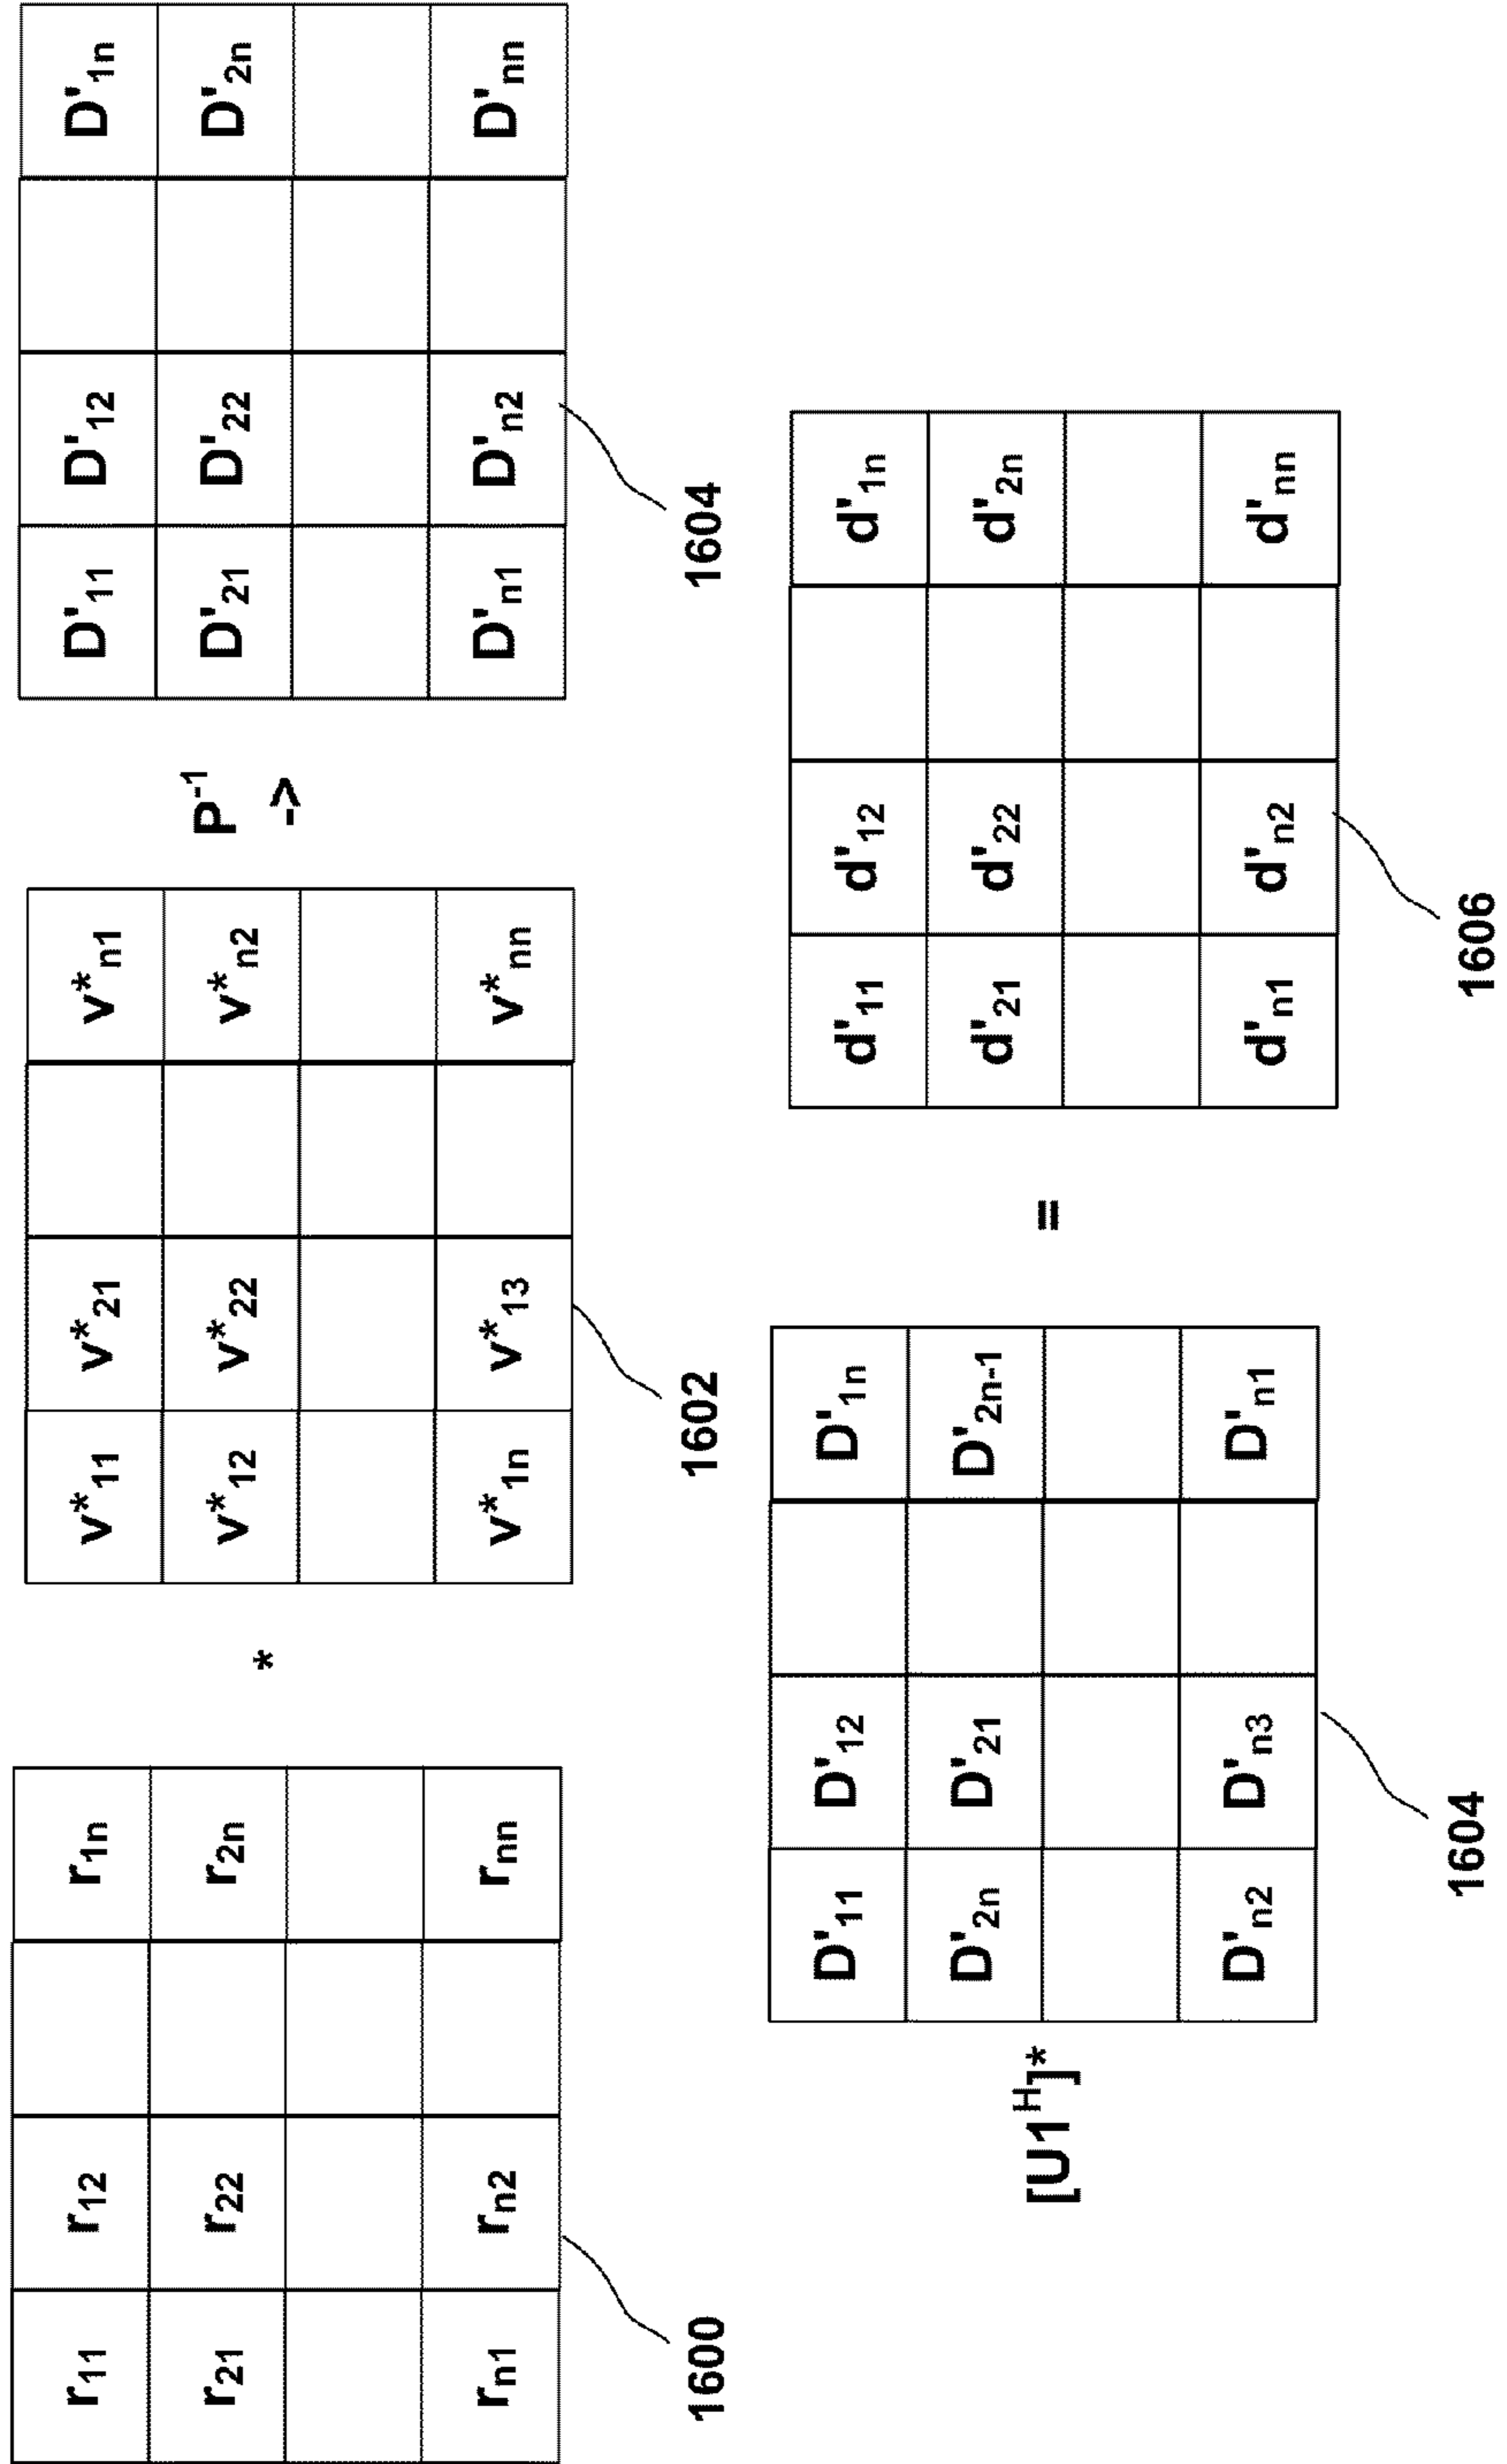 r11 r12 r1n
r21 r22 r2n
rn1 rn2 rnn
1600
*
v*11 v*21 v*n1
v*12 v*22 v*n2
v*1n v*13 v*nn
1602
P-1
->
D'11 D'12 D'1n
D'21 D'22 D'2n
D'n1 D'n2 D'nn
1604
[U1H]*
D'11 D'12 D'1n
D'2n D'21 D'2n-1
D'n2 D'n3 D'n1
1604
=
d'11 d'12 d'1n
d'21 d'22 d'2n
d'n1 d'n2 d'nn
1606